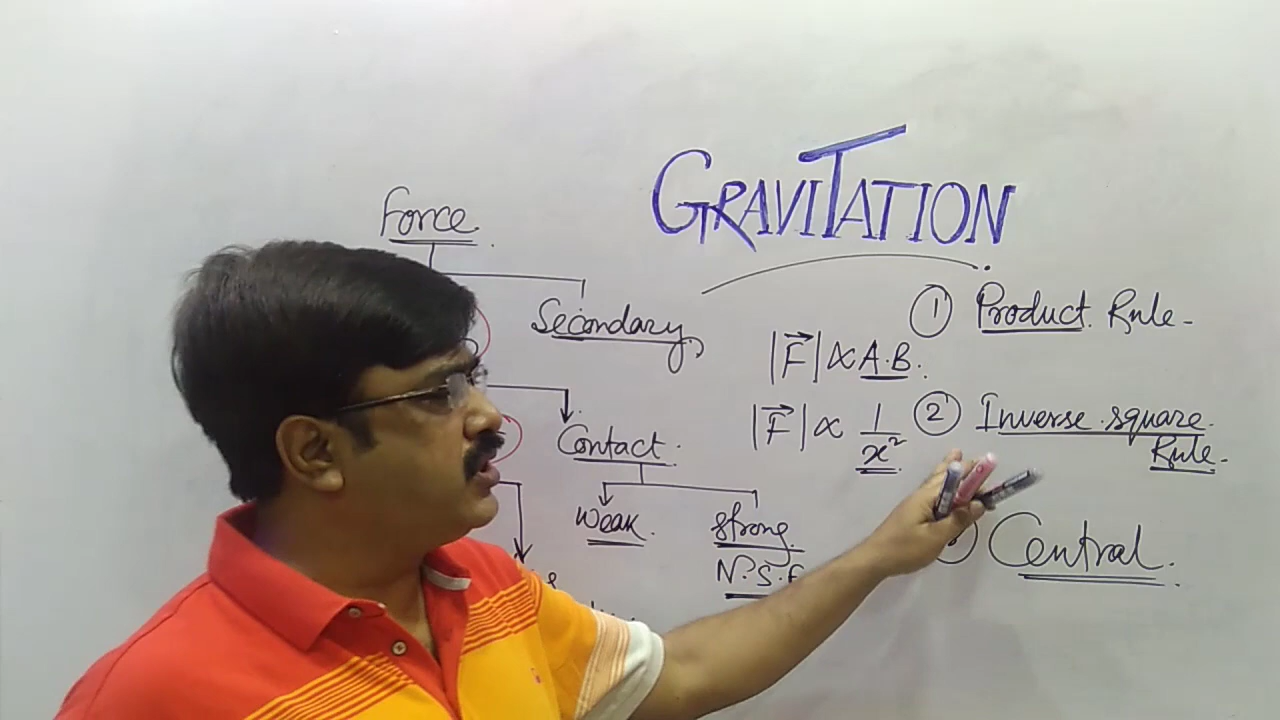 GRAVITATION
Force.
Secondary,
Contact.
Weak.
Strong.
N.S.F
① Product Rule-
|F⃗| ∝ A.B.
② Inverse square
Rule-
|F⃗| ∝ 1/x²
Central.